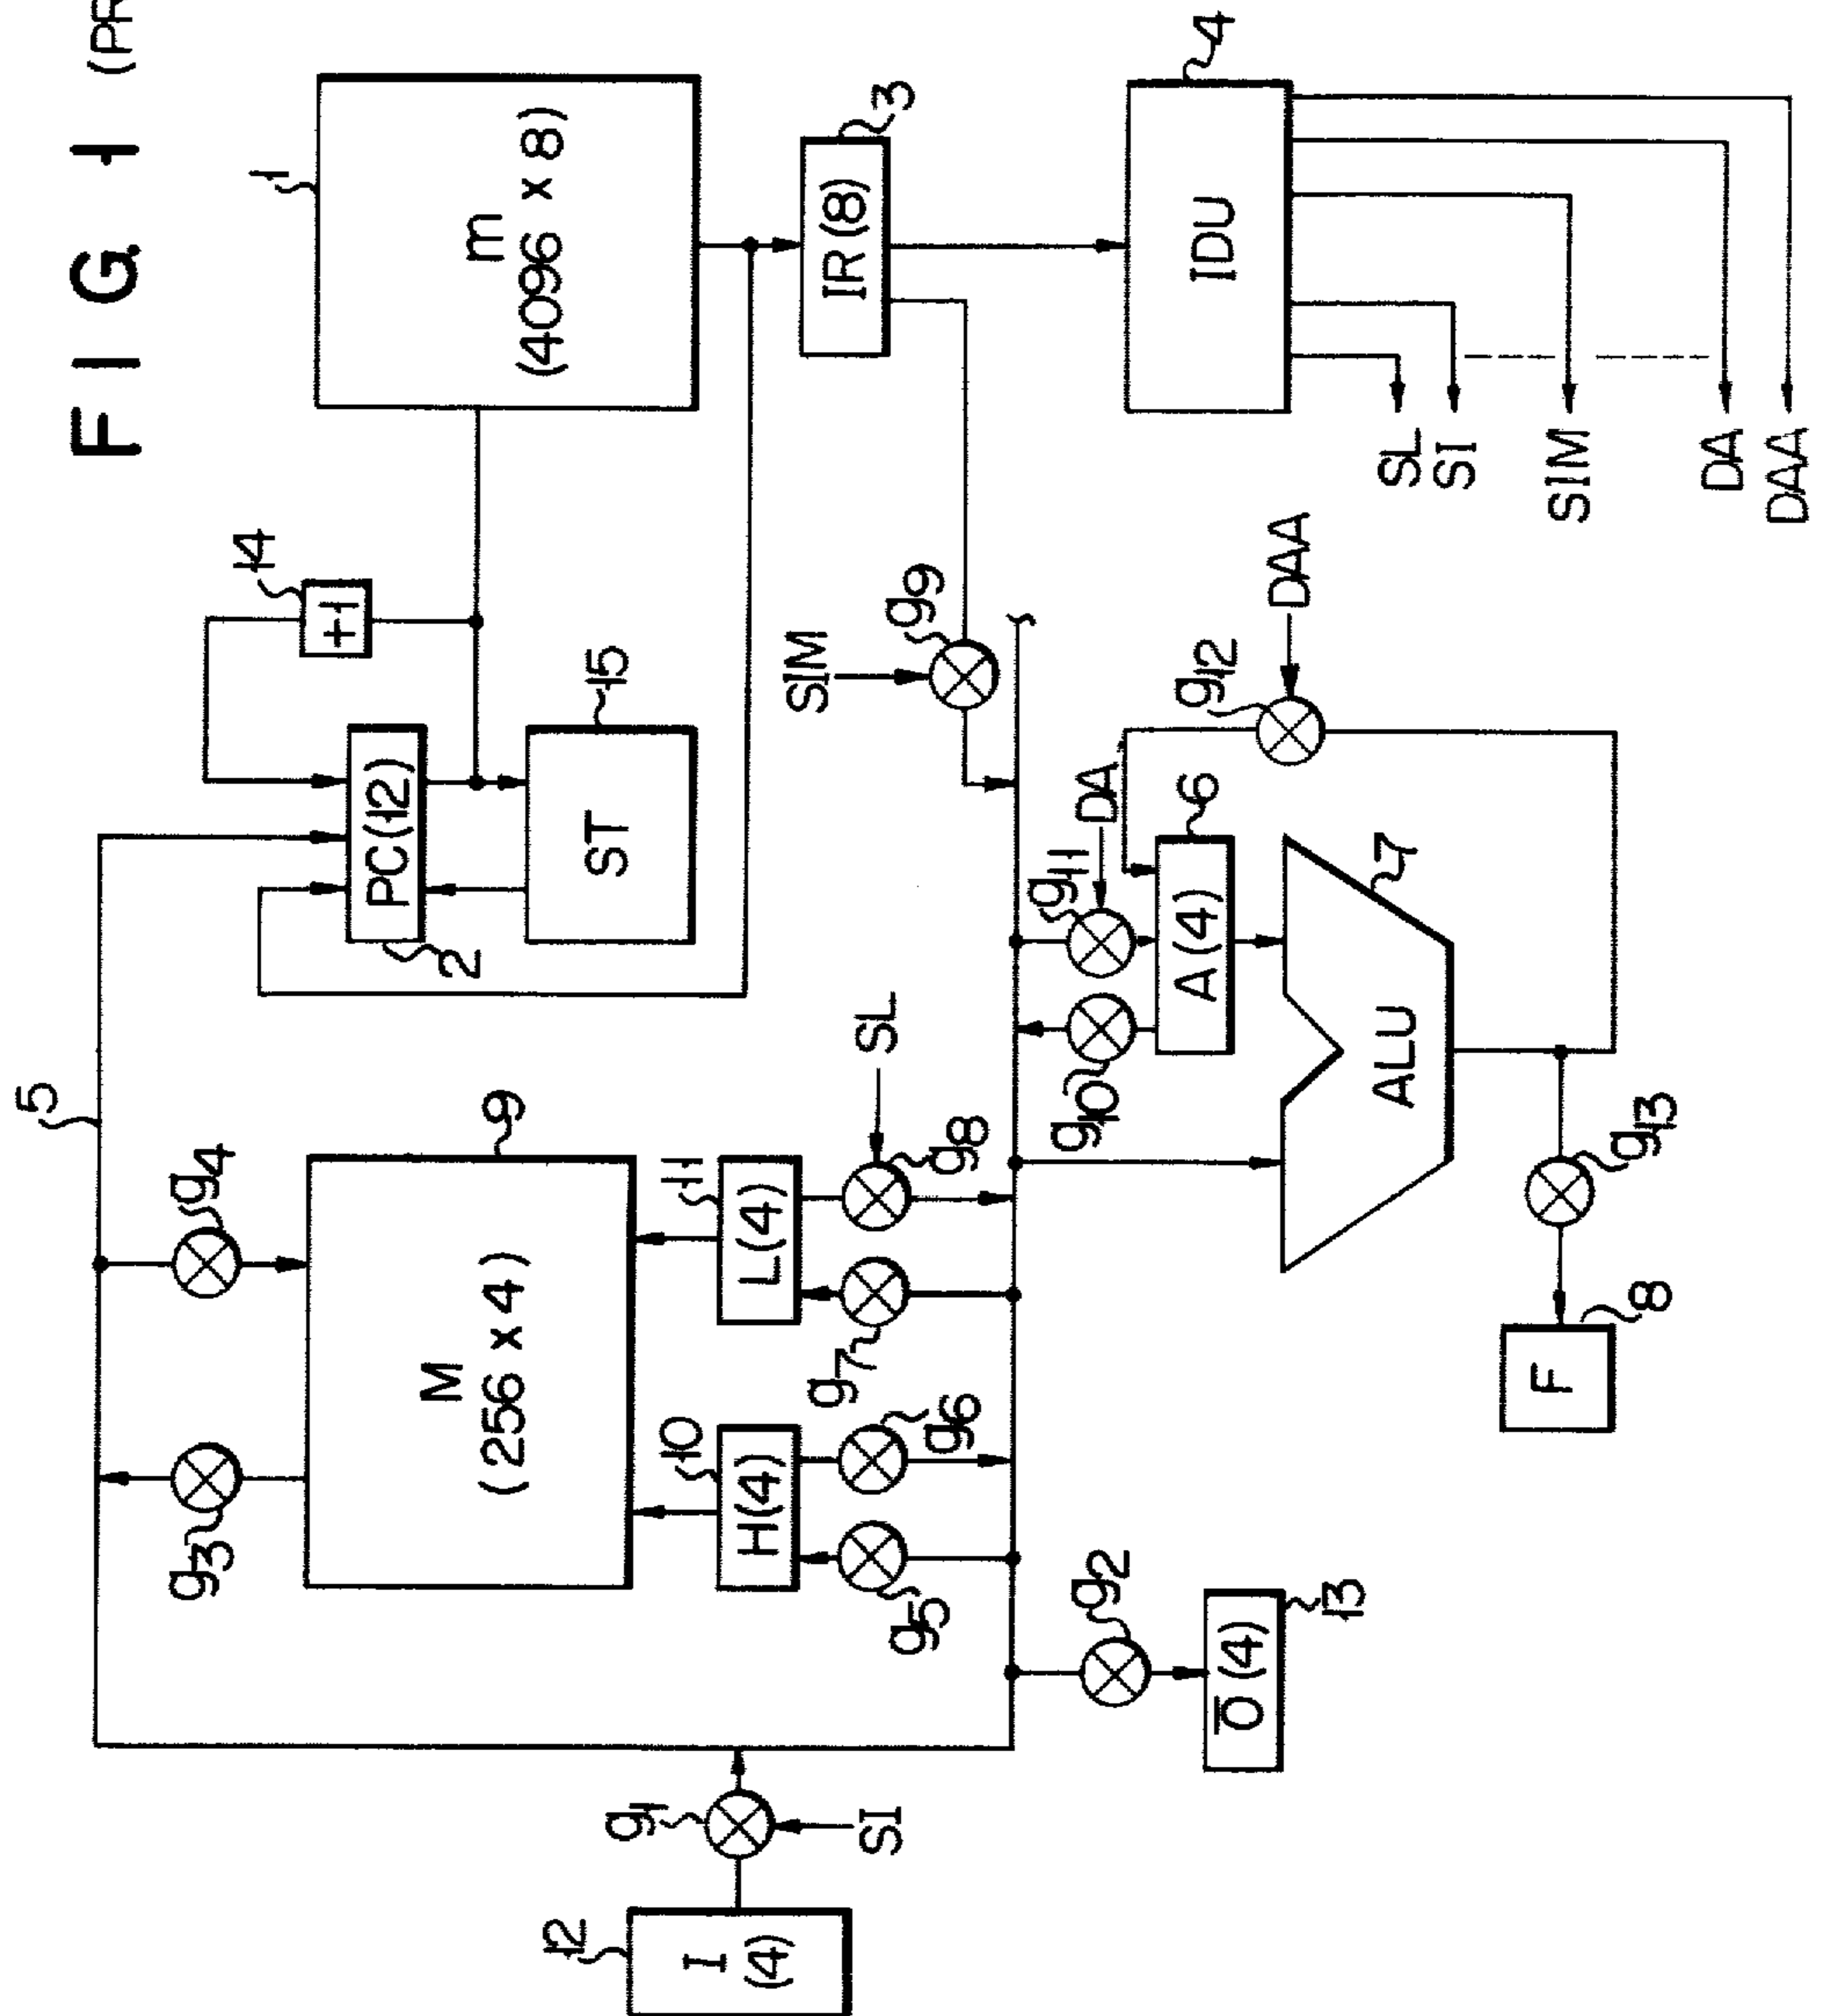 FIG. 1 (PR
1
m
(4096 x 8)
14
+1
PC(12)
2
15
ST
IR(8)
3
4
IDU
SL
SI
SIM
DA
DAA
5
g4
g3
9
M
(256 x 4)
11
L(4)
10
H(4)
SL
g8
g7
g6
g5
SIM
g9
DAA
g12
DA
g11
g10
A(4)
6
ALU
7
g13
F
8
g2
O(4)
13
g1
SI
12
I
(4)